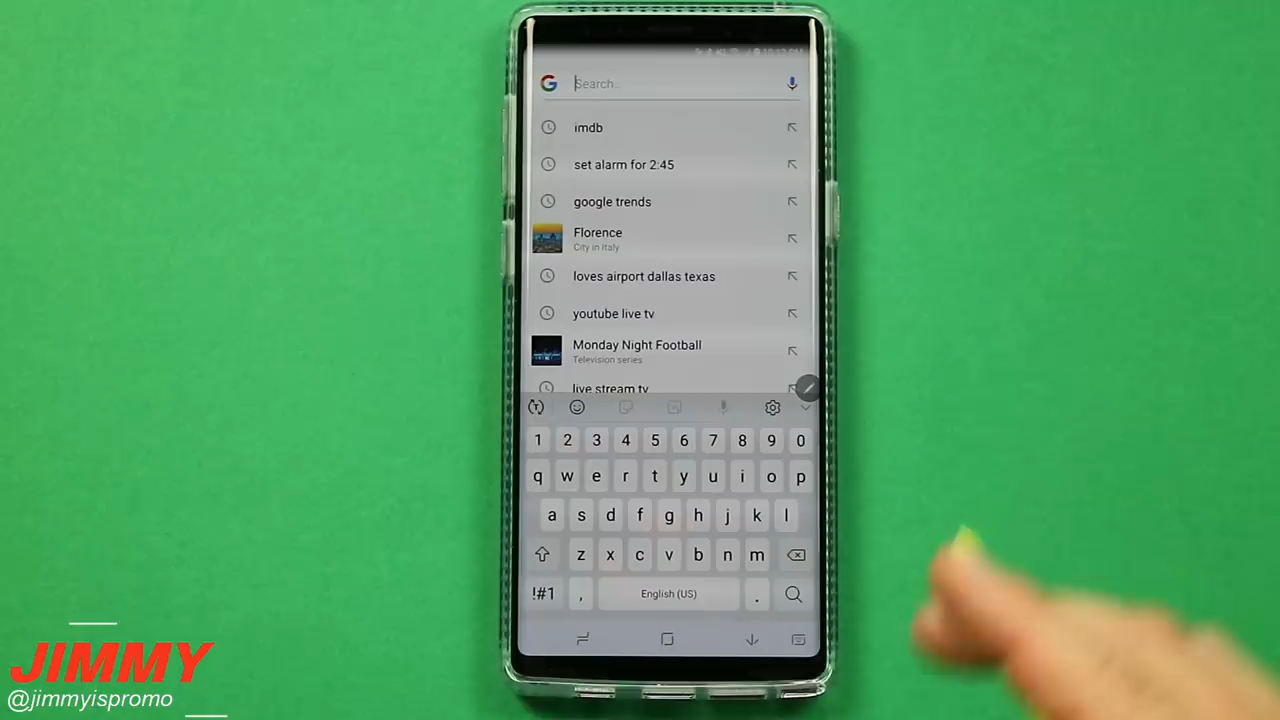 Search...
imdb
set alarm for 2:45
google trends
Florence
City in Italy
loves airport dallas texas
youtube live tv
Monday Night Football
Television series
live stream tv
1 2 3 4 5 6 7 8 9 0
q w e r t y u i o p
a s d f g h j k l
z x c v b n m
!#1 , English (US) .
JIMMY
@jimmyispromo